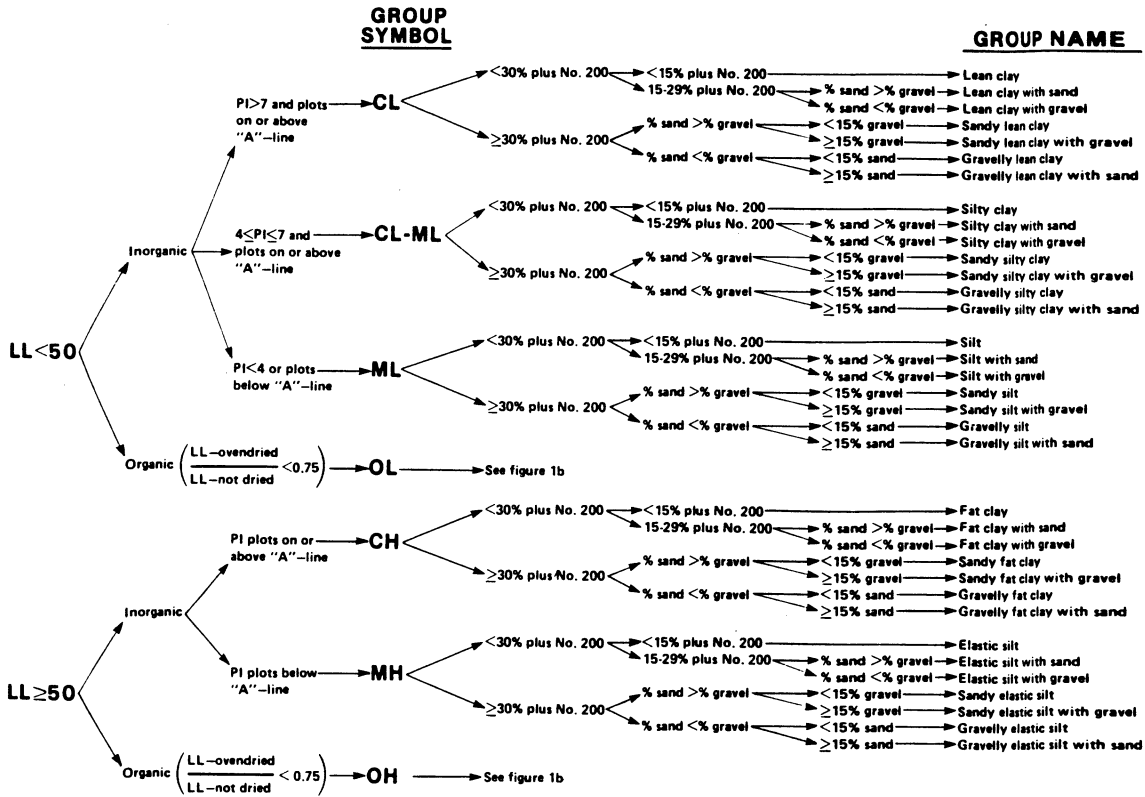 GROUP
SYMBOL
GROUP NAME
LL<50
Inorganic
PI>7 and plots
on or above
"A"-line
CL
<30% plus No. 200
<15% plus No. 200
Lean clay
15-29% plus No. 200
% sand >% gravel
Lean clay with sand
% sand <% gravel
Lean clay with gravel
≥30% plus No. 200
% sand >% gravel
<15% gravel
Sandy lean clay
≥15% gravel
Sandy lean clay with gravel
% sand <% gravel
<15% sand
Gravelly lean clay
≥15% sand
Gravelly lean clay with sand
4≤PI≤7 and
plots on or above
"A"-line
CL-ML
<30% plus No. 200
<15% plus No. 200
Silty clay
15-29% plus No. 200
% sand >% gravel
Silty clay with sand
% sand <% gravel
Silty clay with gravel
≥30% plus No. 200
% sand >% gravel
<15% gravel
Sandy silty clay
≥15% gravel
Sandy silty clay with gravel
% sand <% gravel
<15% sand
Gravelly silty clay
≥15% sand
Gravelly silty clay with sand
PI<4 or plots
below "A"-line
ML
<30% plus No. 200
<15% plus No. 200
Silt
15-29% plus No. 200
% sand >% gravel
Silt with sand
% sand <% gravel
Silt with gravel
≥30% plus No. 200
% sand >% gravel
<15% gravel
Sandy silt
≥15% gravel
Sandy silt with gravel
% sand <% gravel
<15% sand
Gravelly silt
≥15% sand
Gravelly silt with sand
Organic
(LL-ovendried
LL-not dried
<0.75)
OL
See figure 1b
LL≥50
Inorganic
PI plots on or
above "A"-line
CH
<30% plus No. 200
<15% plus No. 200
Fat clay
15-29% plus No. 200
% sand >% gravel
Fat clay with sand
% sand <% gravel
Fat clay with gravel
≥30% plus No. 200
% sand >% gravel
<15% gravel
Sandy fat clay
≥15% gravel
Sandy fat clay with gravel
% sand <% gravel
<15% sand
Gravelly fat clay
≥15% sand
Gravelly fat clay with sand
PI plots below
"A"-line
MH
<30% plus No. 200
<15% plus No. 200
Elastic silt
15-29% plus No. 200
% sand >% gravel
Elastic silt with sand
% sand <% gravel
Elastic silt with gravel
≥30% plus No. 200
% sand >% gravel
<15% gravel
Sandy elastic silt
≥15% gravel
Sandy elastic silt with gravel
% sand <% gravel
<15% sand
Gravelly elastic silt
≥15% sand
Gravelly elastic silt with sand
Organic
(LL-ovendried
LL-not dried
<0.75)
OH
See figure 1b